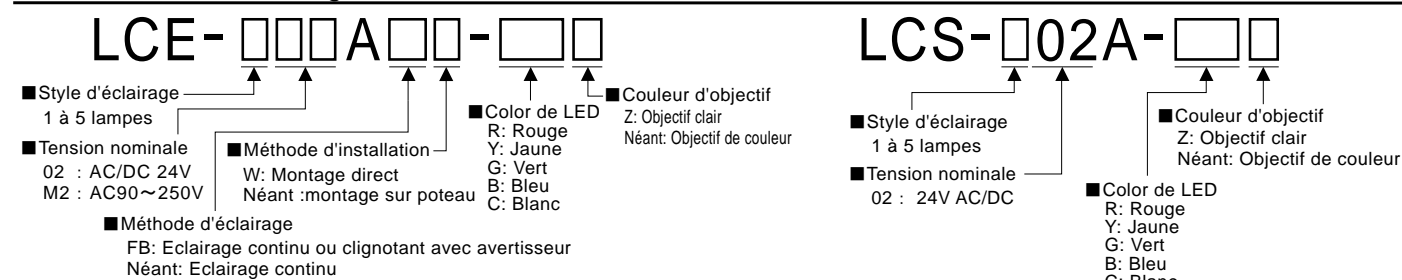 LCE-□□□A□□-□□
■Style d'éclairage
1 à 5 lampes
■Tension nominale
02 : AC/DC 24V
M2 : AC90～250V
■Méthode d'installation
W: Montage direct
Néant :montage sur poteau
■Méthode d'éclairage
FB: Eclairage continu ou clignotant avec avertisseur
Néant: Eclairage continu
■Color de LED
R: Rouge
Y: Jaune
G: Vert
B: Bleu
C: Blanc
■Couleur d'objectif
Z: Objectif clair
Néant: Objectif de couleur
LCS-□02A-□□
■Style d'éclairage
1 à 5 lampes
■Tension nominale
02 : 24V AC/DC
■Couleur d'objectif
Z: Objectif clair
Néant: Objectif de couleur
■Color de LED
R: Rouge
Y: Jaune
G: Vert
B: Bleu
C: Blanc